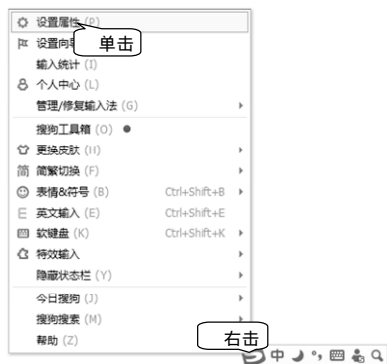 设置属性 (P)
单击
设置向
输入统计 (I)
个人中心 (L)
管理/修复输入法 (G)
搜狗工具箱 (O)
更换皮肤 (H)
简 简繁切换 (F)
表情&符号 (B) Ctrl+Shift+B
E 英文输入 (E) Ctrl+Shift+E
软键盘 (K) Ctrl+Shift+K
特效输入
隐藏状态栏 (Y)
今日搜狗 (J)
搜狗搜索 (M)
帮助 (Z)
右击
中